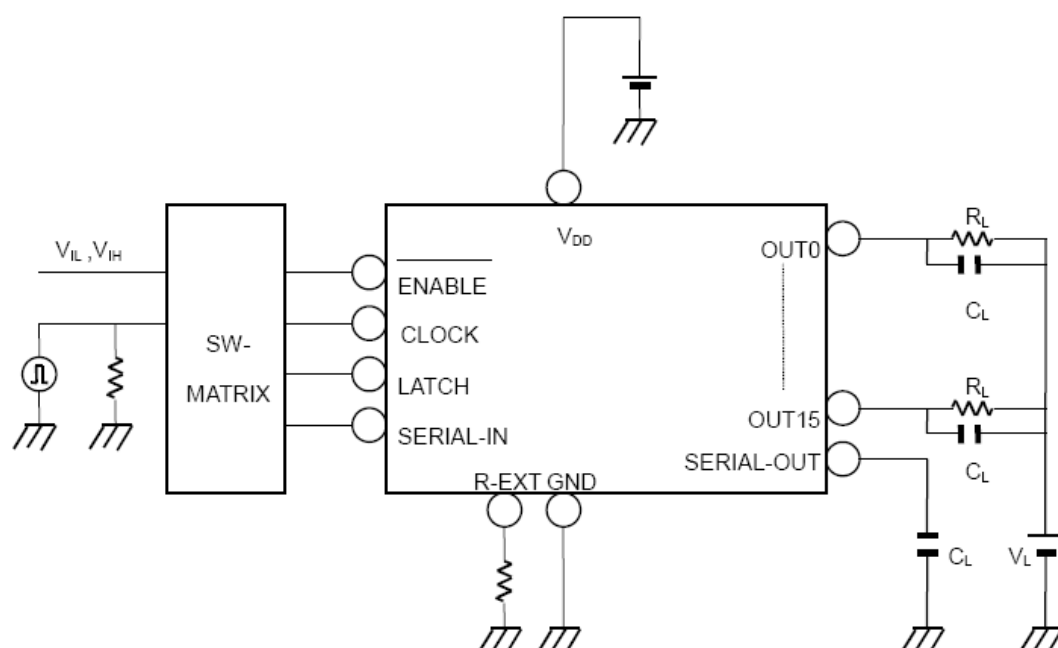 V_DD
V_IL ,V_IH
SW-
MATRIX
ENABLE
CLOCK
LATCH
SERIAL-IN
R-EXT GND
OUT0
OUT15
SERIAL-OUT
R_L
C_L
R_L
C_L
C_L
V_L